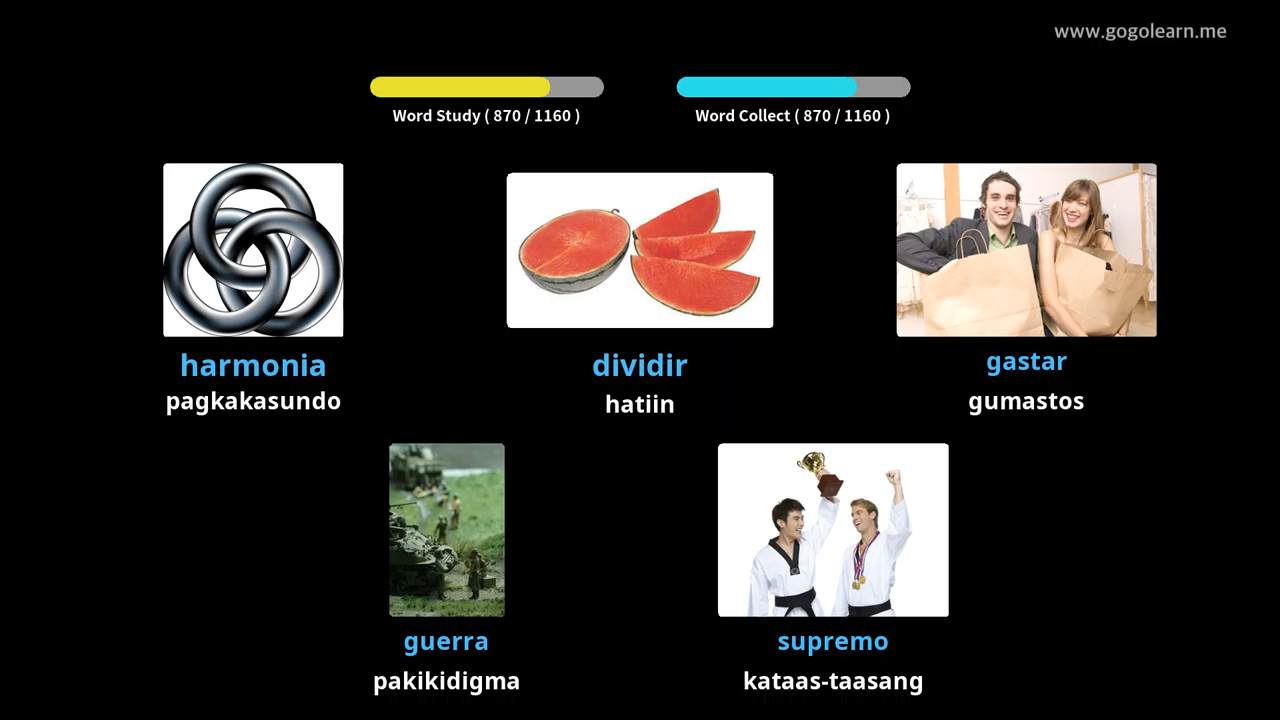 www.gogolearn.me
Word Study ( 870 / 1160 )
Word Collect ( 870 / 1160 )
harmonia
pagkakasundo
dividir
hatiin
gastar
gumastos
guerra
pakikidigma
supremo
kataas-taasang